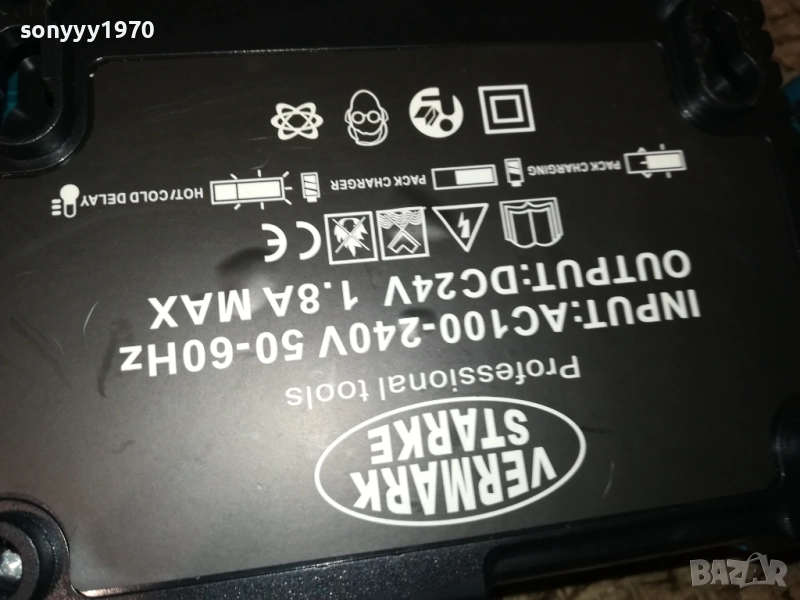 sonyyy1970
VERMARK
STARKE
Professional tools
INPUT:AC100-240V 50-60Hz
OUTPUT:DC24V 1.8A MAX
CE
PACK CHARGING
PACK CHARGER
HOT/COLD DELAY
BAZAR